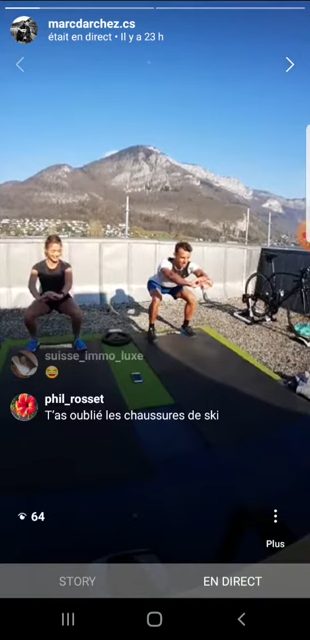 marcdarchez.cs
était en direct • Il y a 23 h
suisse_immo_luxe
😂
phil_rosset
T'as oublié les chaussures de ski
64
Plus
STORY
EN DIRECT